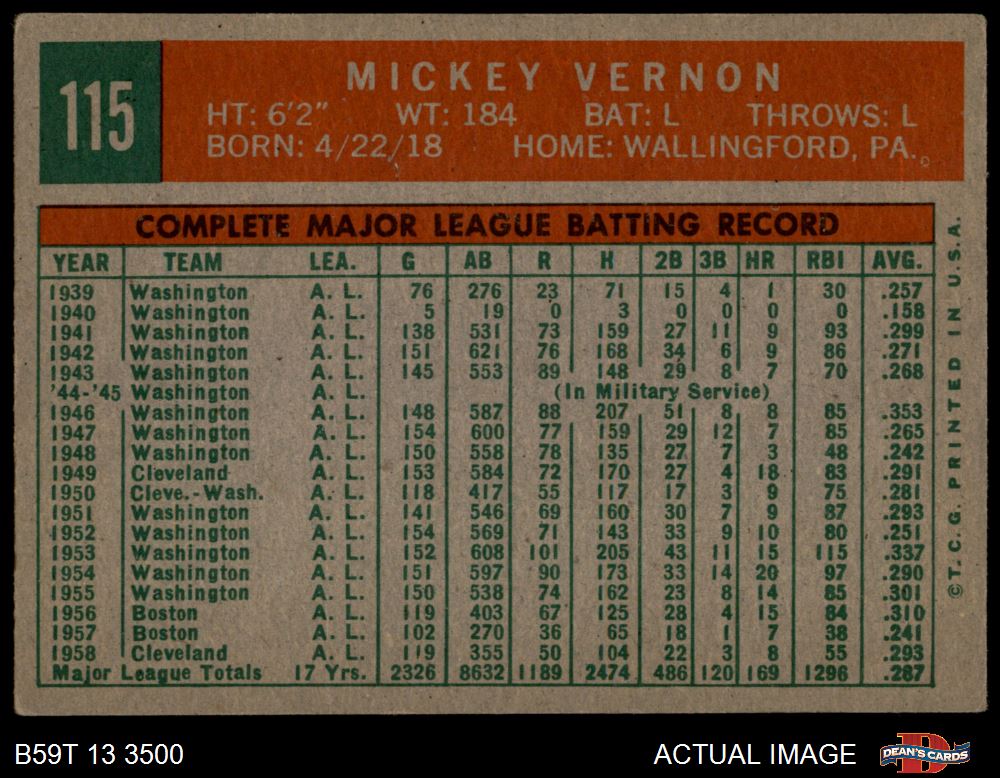 115
MICKEY VERNON
HT: 6'2" WT: 184 BAT: L THROWS: L
BORN: 4/22/18 HOME: WALLINGFORD, PA.
COMPLETE MAJOR LEAGUE BATTING RECORD
YEAR TEAM LEA. G AB R H 2B 3B HR RBI AVG.
1939 Washington A. L. 76 276 23 71 15 4 1 30 .257
1940 Washington A. L. 5 19 0 3 0 0 0 0 .158
1941 Washington A. L. 138 531 73 159 27 11 9 93 .299
1942 Washington A. L. 151 621 76 168 34 6 9 86 .271
1943 Washington A. L. 145 553 89 148 29 8 7 70 .268
'44-'45 Washington A. L. (In Military Service)
1946 Washington A. L. 148 587 88 207 51 8 8 85 .353
1947 Washington A. L. 154 600 77 159 29 12 7 85 .265
1948 Washington A. L. 150 558 78 135 27 7 3 48 .242
1949 Cleveland A. L. 153 584 72 170 27 4 18 83 .291
1950 Cleve.-Wash. A. L. 118 417 55 117 17 3 9 75 .281
1951 Washington A. L. 141 546 69 160 30 7 9 87 .293
1952 Washington A. L. 154 569 71 143 33 9 10 80 .251
1953 Washington A. L. 152 608 101 205 43 11 15 115 .337
1954 Washington A. L. 151 597 90 173 33 14 20 97 .290
1955 Washington A. L. 150 538 74 162 23 8 14 85 .301
1956 Boston A. L. 119 403 67 125 28 4 15 84 .310
1957 Boston A. L. 102 270 36 65 18 1 7 38 .241
1958 Cleveland A. L. 119 355 50 104 22 3 8 55 .293
Major League Totals 17 Yrs. 2326 8632 1189 2474 486 120 169 1296 .287
©T.C.G. PRINTED IN U.S.A.
B59T 13 3500
ACTUAL IMAGE
DEAN'S CARDS